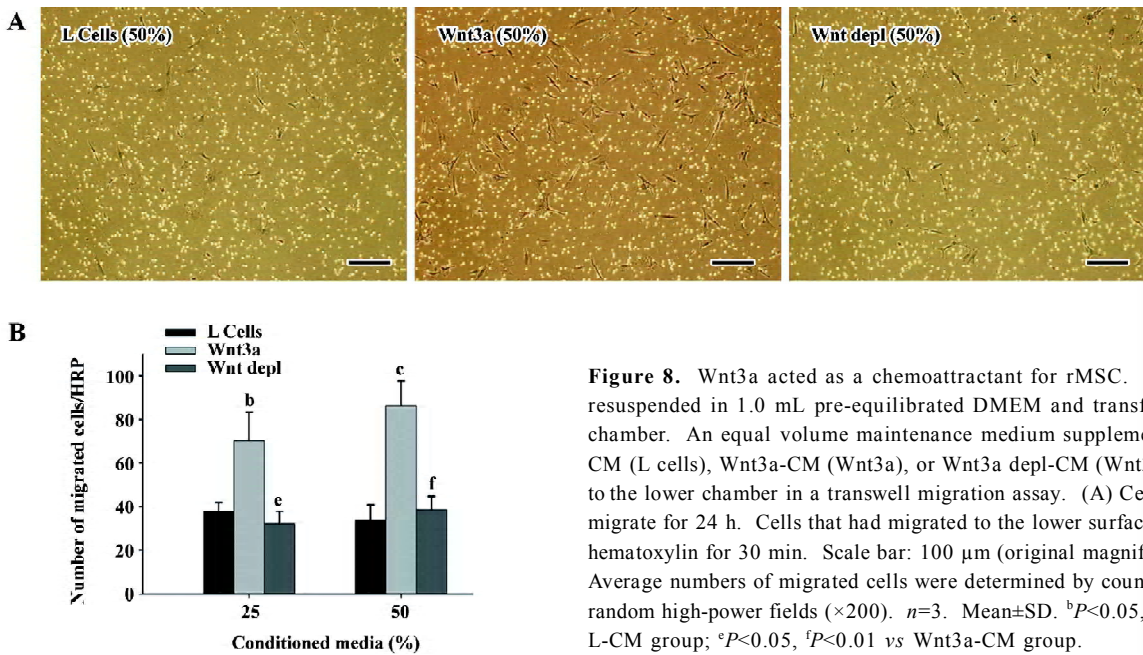 A
L Cells (50%)
Wnt3a (50%)
Wnt depl (50%)
B
L Cells
Wnt3a
Wnt depl
Number of migrated cells/HRP
100
80
60
40
20
0
b
e
c
f
25
50
Conditioned media (%)
Figure 8. Wnt3a acted as a chemoattractant for rMSC.
resuspended in 1.0 mL pre-equilibrated DMEM and transf
chamber. An equal volume maintenance medium suppleme
CM (L cells), Wnt3a-CM (Wnt3a), or Wnt3a depl-CM (Wnt
to the lower chamber in a transwell migration assay. (A) Ce
migrate for 24 h. Cells that had migrated to the lower surfac
hematoxylin for 30 min. Scale bar: 100 µm (original magnif
Average numbers of migrated cells were determined by coun
random high-power fields (×200). n=3. Mean±SD. ᵇP<0.05,
L-CM group; ᵉP<0.05, ᶠP<0.01 vs Wnt3a-CM group.